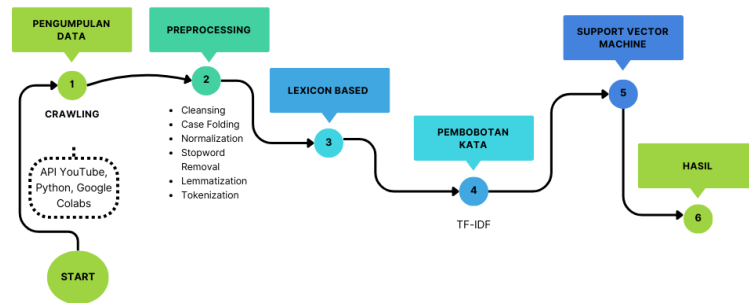 PENGUMPULAN
DATA
1
CRAWLING
API YouTube,
Python, Google
Colabs
START
PREPROCESSING
2
• Cleansing
• Case Folding
• Normalization
• Stopword
Removal
• Lemmatization
• Tokenization
LEXICON BASED
3
PEMBOBOTAN
KATA
4
TF-IDF
SUPPORT VECTOR
MACHINE
5
HASIL
6